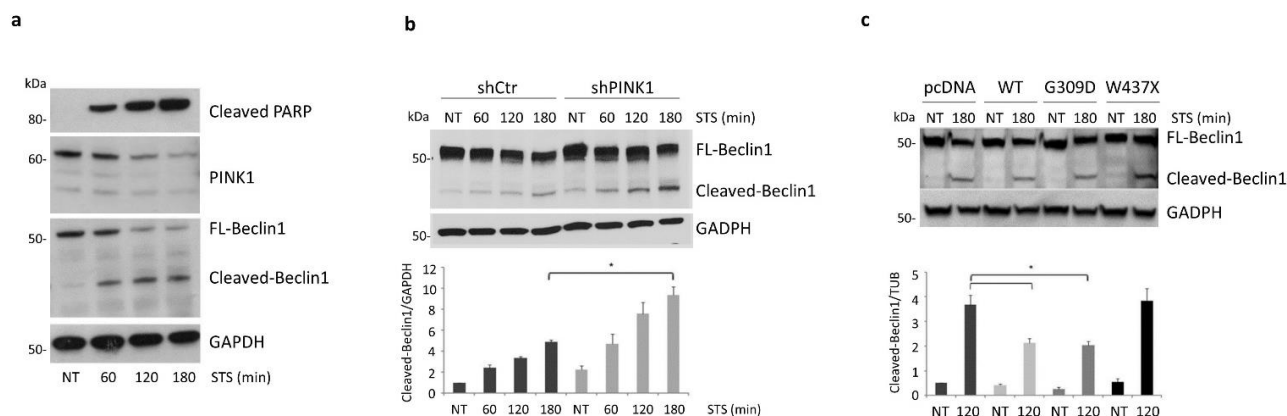 a
kDa
80-
Cleaved PARP
60-
PINK1
50-
FL-Beclin1
Cleaved-Beclin1
50-
GAPDH
NT 60 120 180 STS (min)
b
shCtr shPINK1
kDa
NT 60 120 180 NT 60 120 180 STS (min)
50-
FL-Beclin1
Cleaved-Beclin1
50-
GADPH
*
Cleaved-Beclin1/GAPDH
12
10
8
6
4
2
0
NT 60 120 180 NT 60 120 180 STS (min)
c
pcDNA WT G309D W437X
kDa
NT 180 NT 180 NT 180 NT 180 STS (min)
50-
FL-Beclin1
Cleaved-Beclin1
50-
GADPH
*
Cleaved-Beclin1/TUB
5
4
3
2
1
0
NT 120 NT 120 NT 120 NT 120